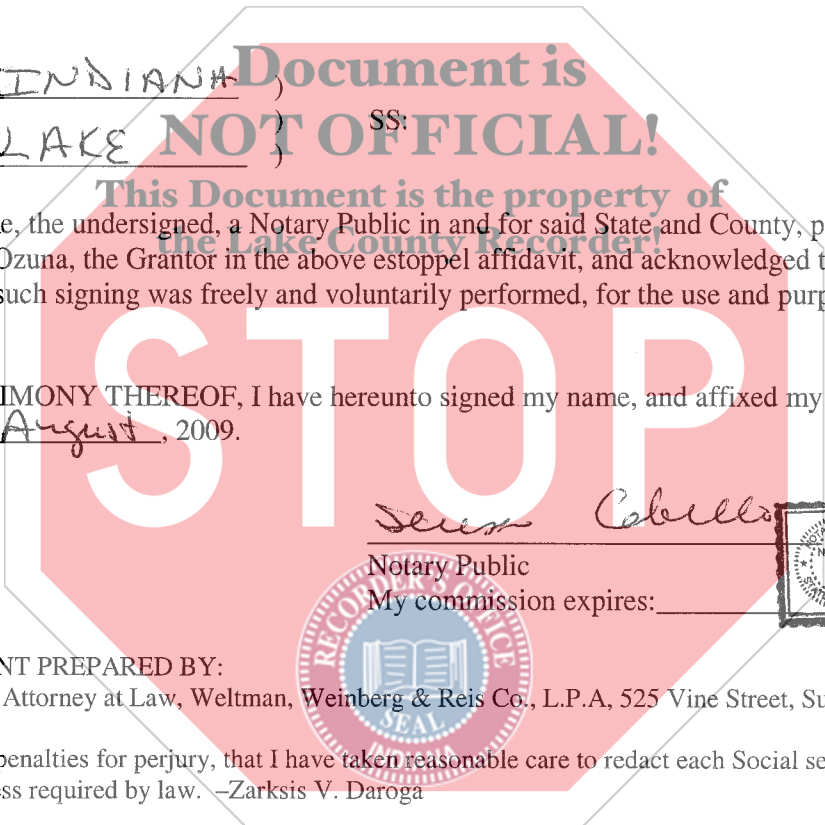 INDIANA )
Document is
) SS:
NOT OFFICIAL!
LAKE )
This Document is the property of
the Lake County Recorder!
e, the undersigned, a Notary Public in and for said State and County, p
Ozuna, the Grantor in the above estoppel affidavit, and acknowledged t
such signing was freely and voluntarily performed, for the use and purp
STOP
IMONY THEREOF, I have hereunto signed my name, and affixed my
August, 2009.
Notary Public
My commission expires:
RECORDER'S OFFICE
SEAL
INDIANA
NT PREPARED BY:
Attorney at Law, Weltman, Weinberg & Reis Co., L.P.A, 525 Vine Street, Su
penalties for perjury, that I have taken reasonable care to redact each Social se
ess required by law. –Zarksis V. Daroga